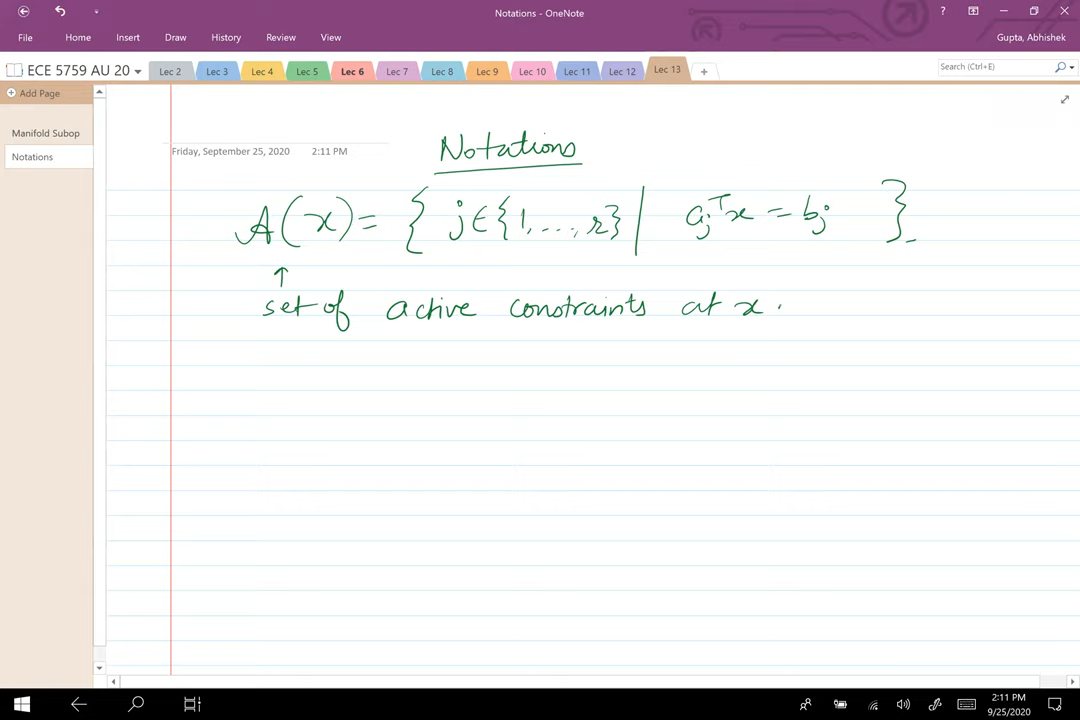 Notations - OneNote
Gupta, Abhishek
File Home Insert Draw History Review View
ECE 5759 AU 20 Lec 2 Lec 3 Lec 4 Lec 5 Lec 6 Lec 7 Lec 8 Lec 9 Lec 10 Lec 11 Lec 12 Lec 13
Search (Ctrl+E)
Add Page
Manifold Subop
Notations
Friday, September 25, 2020 2:11 PM
Notations
A(x) = { j ∈ {1, ..., r} | a_j^T x = b_j }.
↑
set of active constraints at x.
2:11 PM
9/25/2020